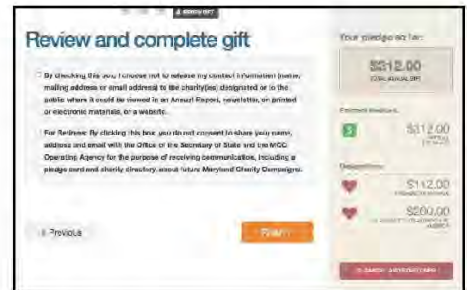 Review and complete gift
By checking this box, I choose not to release my contact information (name,
mailing address or email address) to the charity(ies) designated or to the
public where it could be viewed in an Annual Report, newsletter, on printed
or electronic materials, or a website.
For Retirees: By clicking this box you do not consent to share your name,
address and email with the Office of the Secretary of State and the MCC
Operating Agency for the purpose of receiving communication, including a
pledge card and charity directory about future Maryland Charity Campaigns.
Previous
Finish
Your pledge so far:
$312.00
TOTAL ANNUAL GIFT
$312.00
Designations
$112.00
$200.00